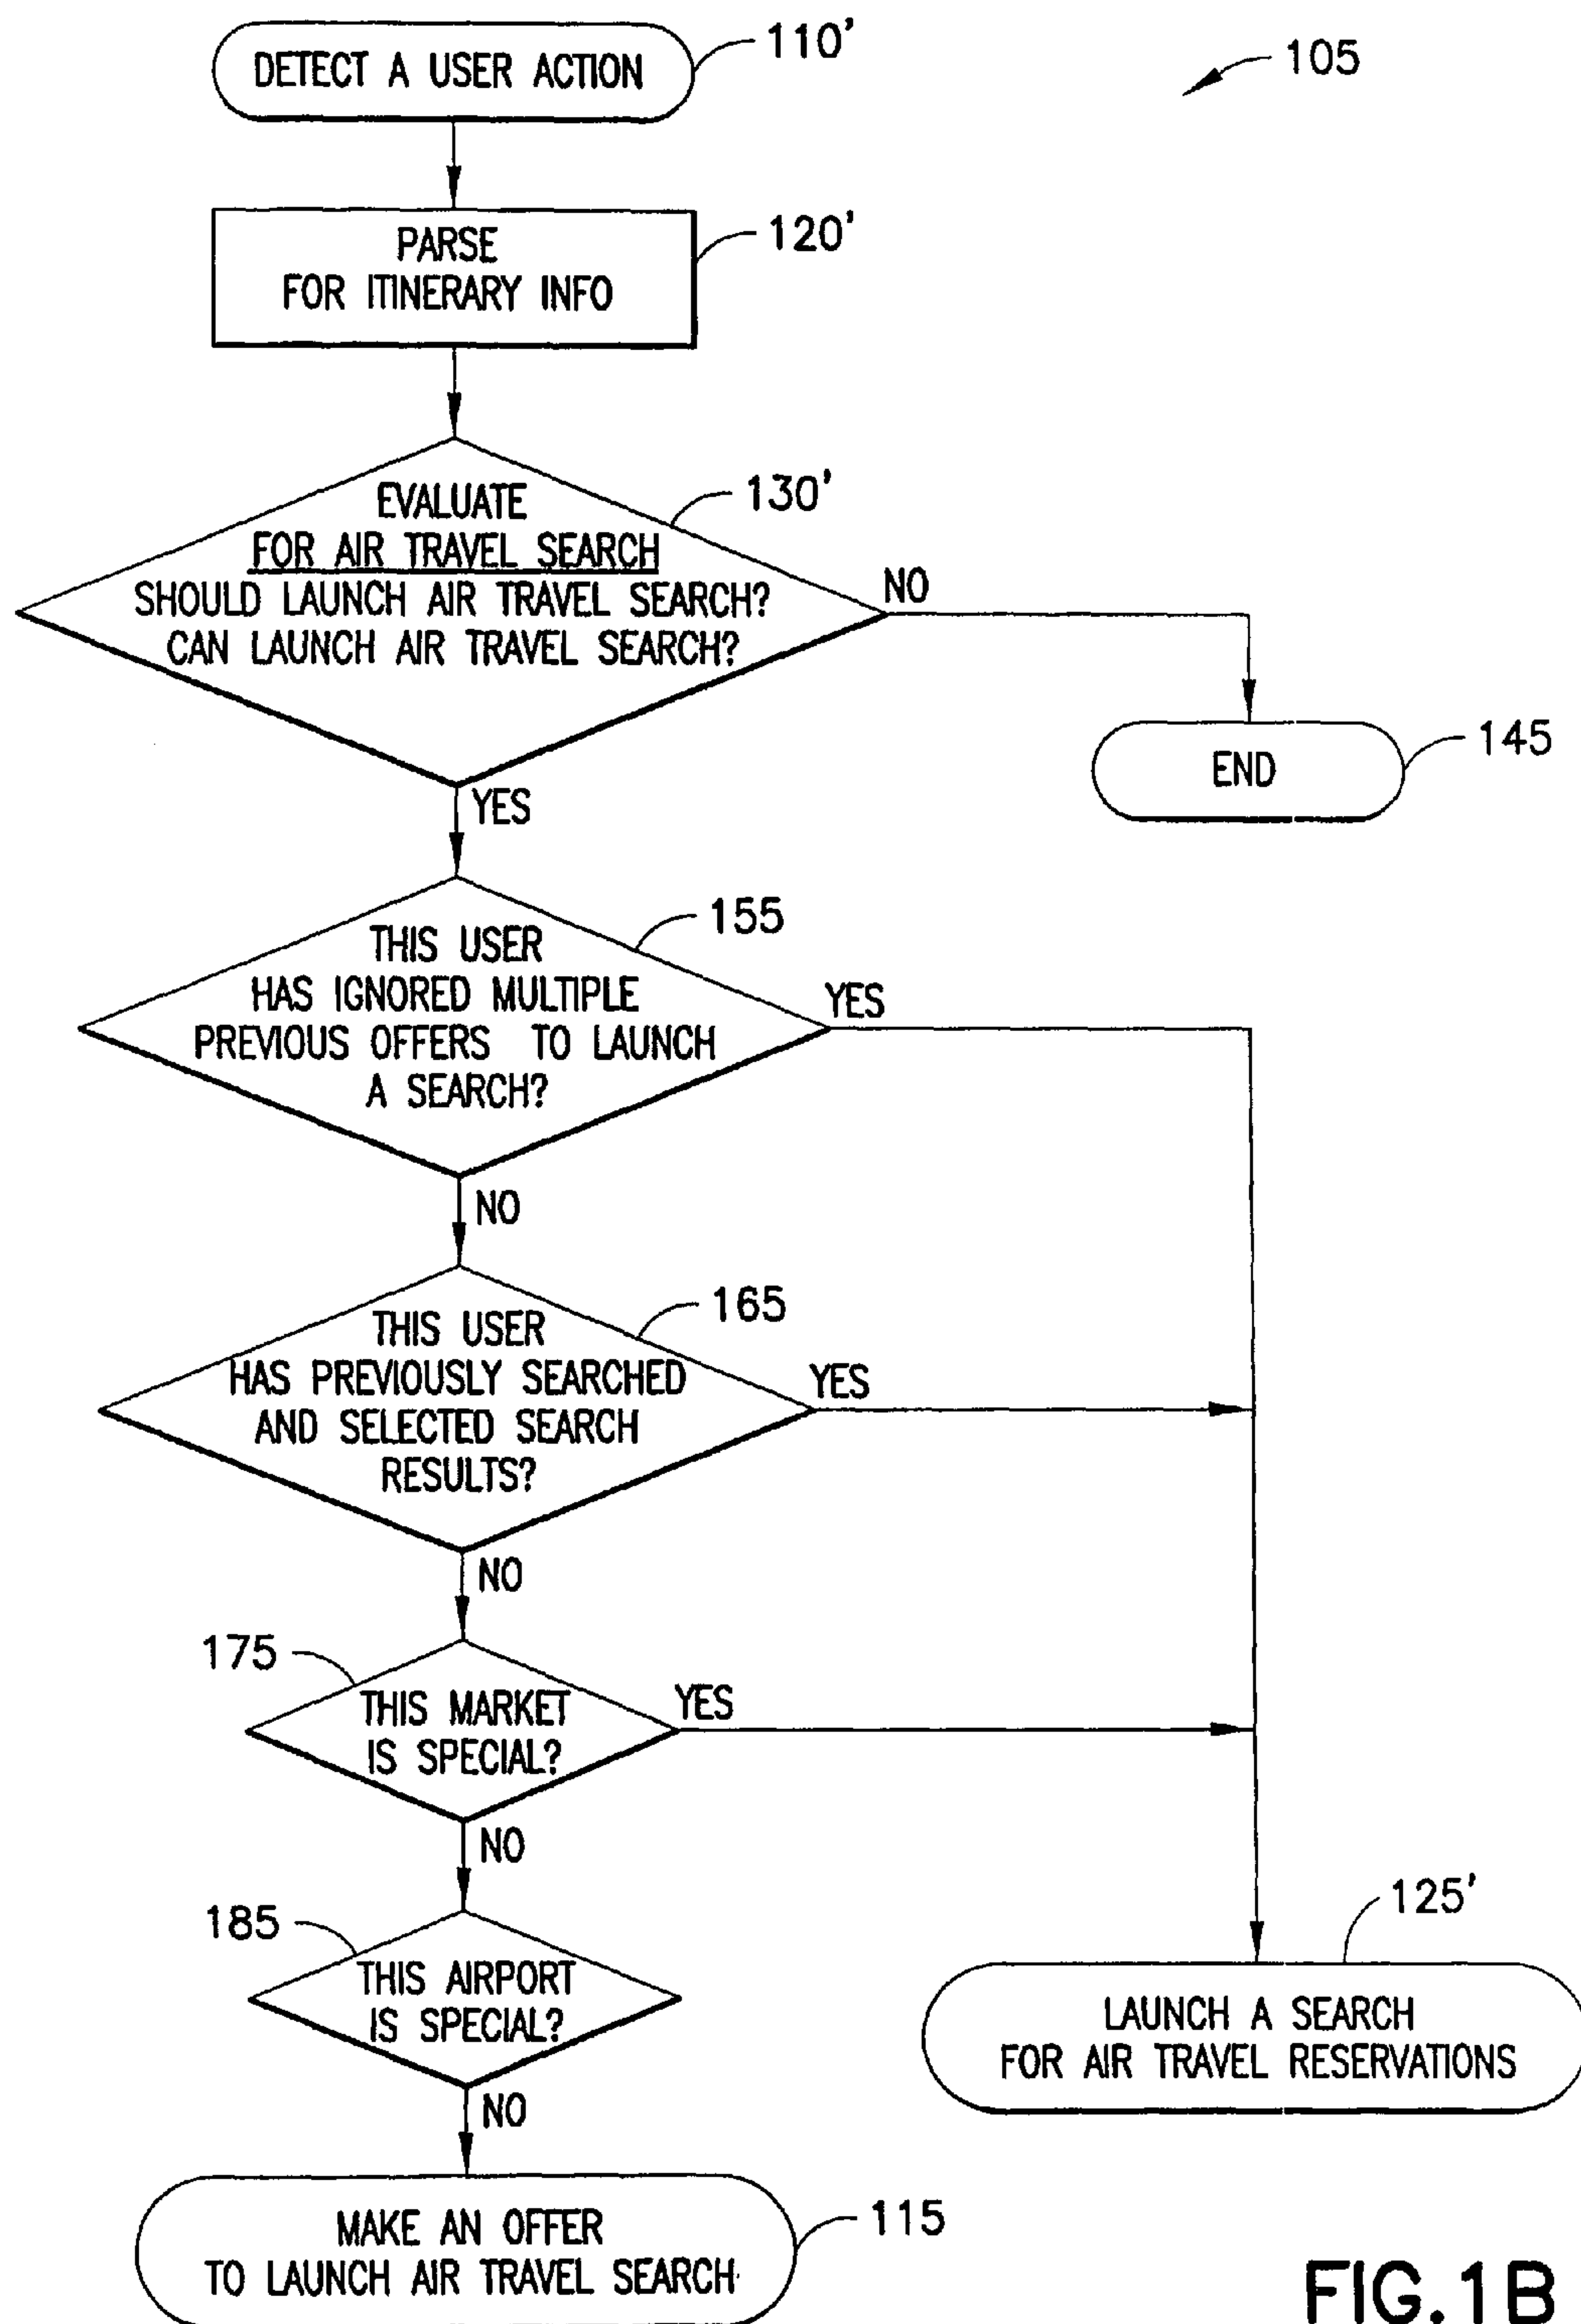 DETECT A USER ACTION
110'
105
PARSE
FOR ITINERARY INFO
120'
EVALUATE
FOR AIR TRAVEL SEARCH
SHOULD LAUNCH AIR TRAVEL SEARCH?
CAN LAUNCH AIR TRAVEL SEARCH?
130'
NO
END
145
YES
THIS USER
HAS IGNORED MULTIPLE
PREVIOUS OFFERS TO LAUNCH
A SEARCH?
155
YES
NO
THIS USER
HAS PREVIOUSLY SEARCHED
AND SELECTED SEARCH
RESULTS?
165
YES
NO
175
THIS MARKET
IS SPECIAL?
YES
NO
185
THIS AIRPORT
IS SPECIAL?
125'
LAUNCH A SEARCH
FOR AIR TRAVEL RESERVATIONS
NO
MAKE AN OFFER
TO LAUNCH AIR TRAVEL SEARCH
115
FIG.1B